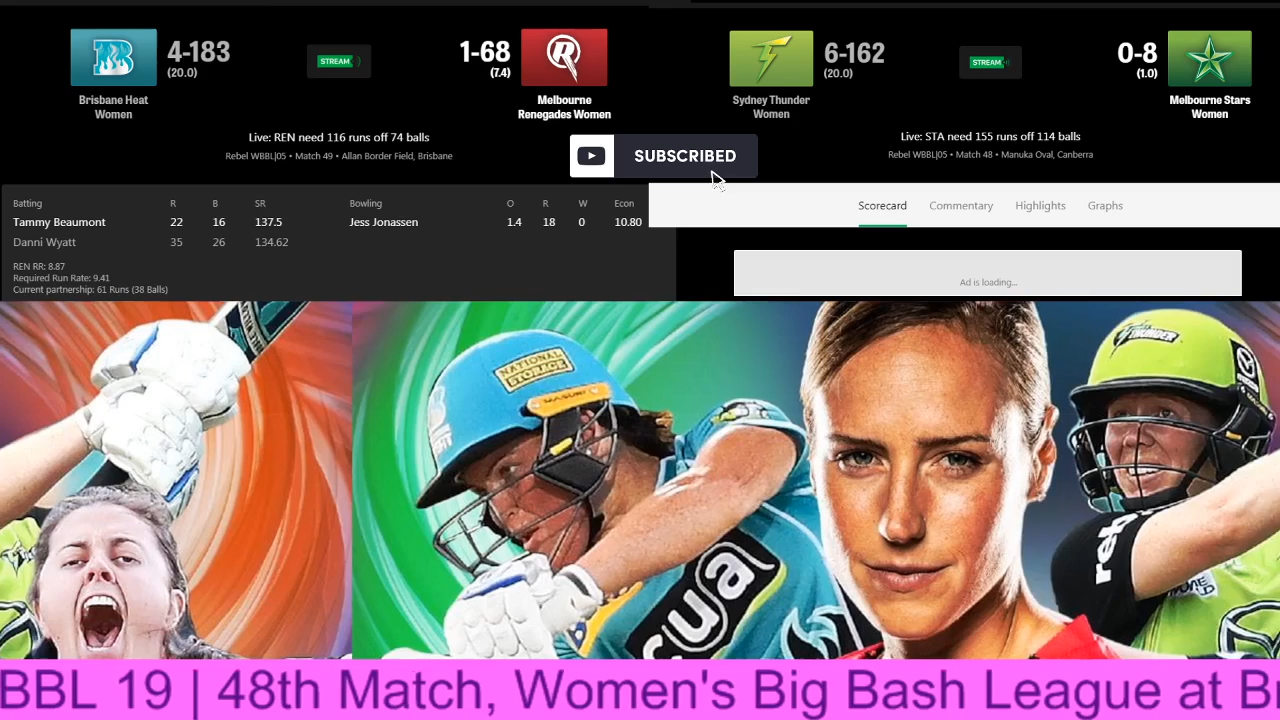 4-183
(20.0)
STREAM
1-68
(7.4)
Brisbane Heat
Women
Melbourne
Renegades Women
Live: REN need 116 runs off 74 balls
Rebel WBBL|05 • Match 49 • Allan Border Field, Brisbane
6-162
(20.0)
STREAM
0-8
(1.0)
Sydney Thunder
Women
Melbourne Stars
Women
Live: STA need 155 runs off 114 balls
Rebel WBBL|05 • Match 48 • Manuka Oval, Canberra
SUBSCRIBED
Batting R B SR Bowling O R W Econ
Tammy Beaumont 22 16 137.5 Jess Jonassen 1.4 18 0 10.80
Danni Wyatt 35 26 134.62
REN RR: 8.87
Required Run Rate: 9.41
Current partnership: 61 Runs (38 Balls)
Scorecard Commentary Highlights Graphs
Ad is loading...
NATIONAL
STORAGE
MASURI
THUNDER
cua
reb
BBL 19 | 48th Match, Women's Big Bash League at Br